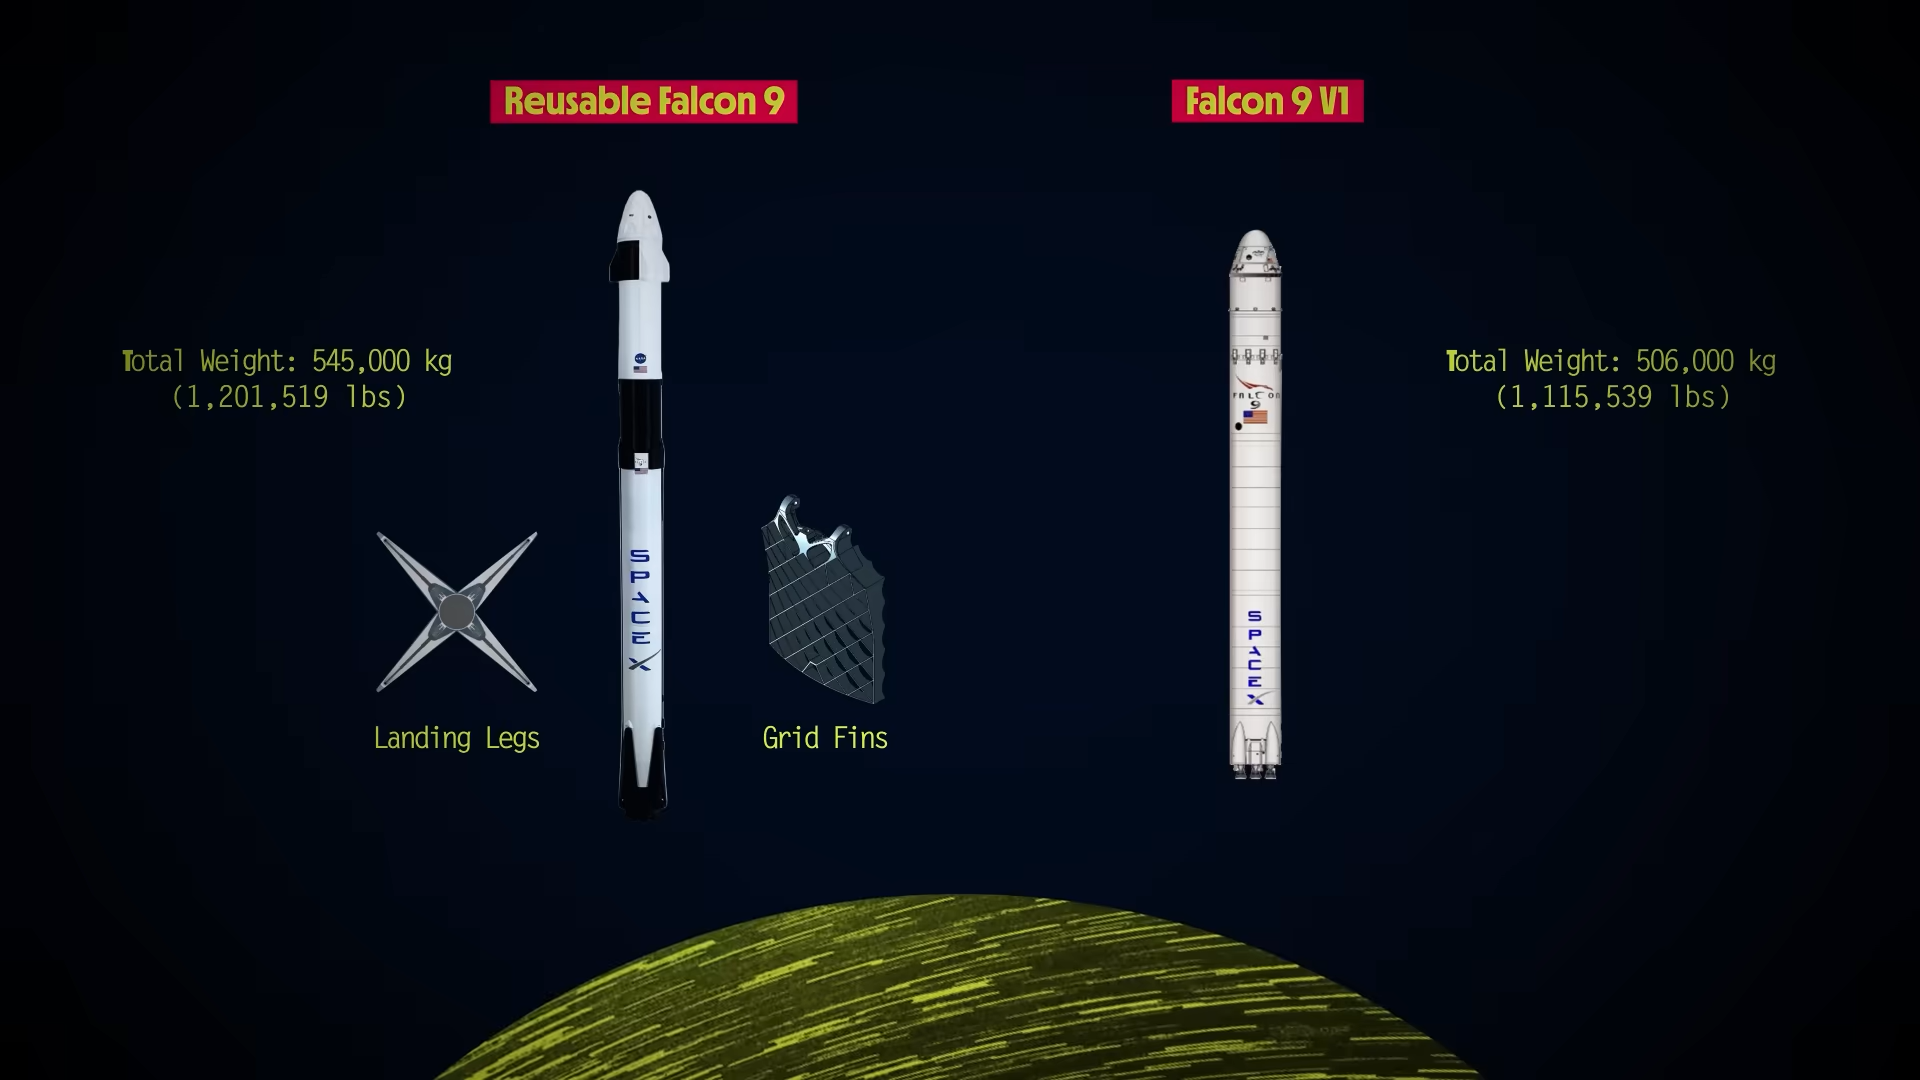 Reusable Falcon 9
Falcon 9 V1
Total Weight: 545,000 kg
(1,201,519 lbs)
Total Weight: 506,000 kg
(1,115,539 lbs)
FALCON
9
SPACEX
SPACEX
Landing Legs
Grid Fins